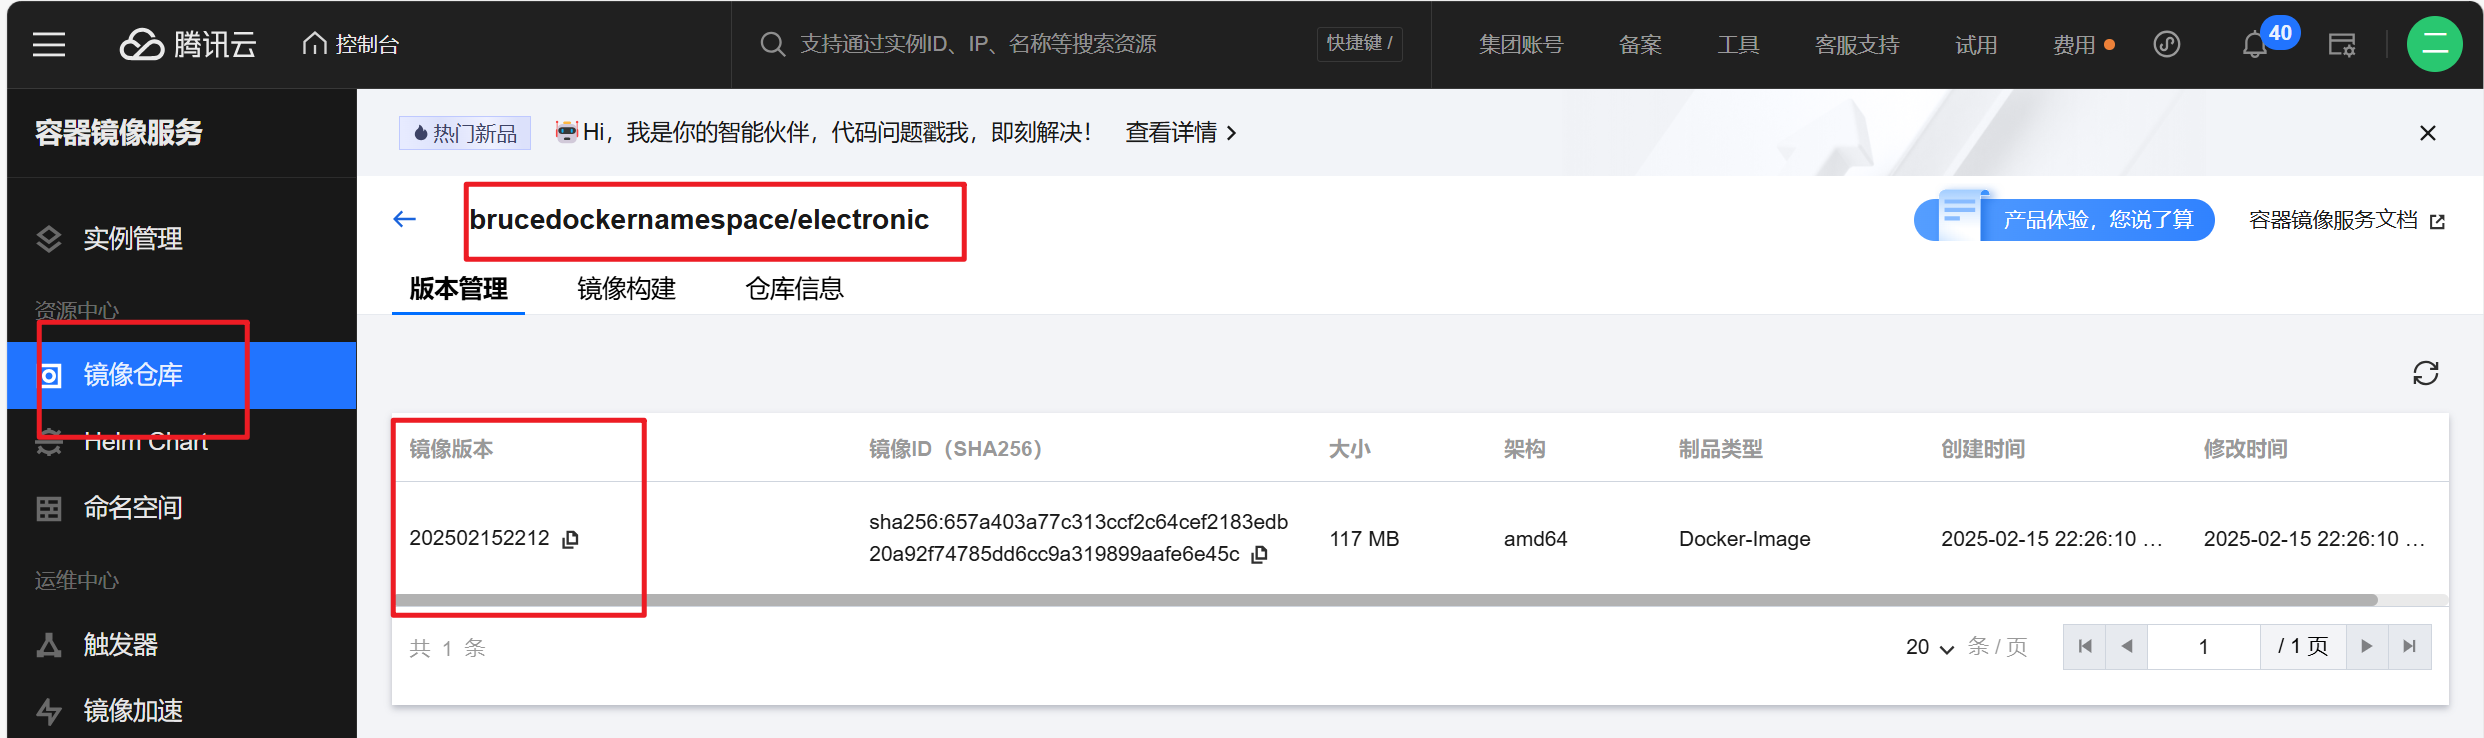 腾讯云
控制台
支持通过实例ID、IP、名称等搜索资源
快捷键 /
集团账号
备案
工具
客服支持
试用
费用
40
二
容器镜像服务
实例管理
资源中心
镜像仓库
Helm Chart
命名空间
运维中心
触发器
镜像加速
热门新品
Hi，我是你的智能伙伴，代码问题戳我，即刻解决！
查看详情
brucedockernamespace/electronic
产品体验，您说了算
容器镜像服务文档
版本管理 镜像构建 仓库信息
镜像版本 镜像ID（SHA256） 大小 架构 制品类型 创建时间 修改时间
202502152212
sha256:657a403a77c313ccf2c64cef2183edb
20a92f74785dd6cc9a319899aafe6e45c
117 MB
amd64
Docker-Image
2025-02-15 22:26:10 ...
2025-02-15 22:26:10 ...
共 1 条
20 条 / 页
1 / 1 页